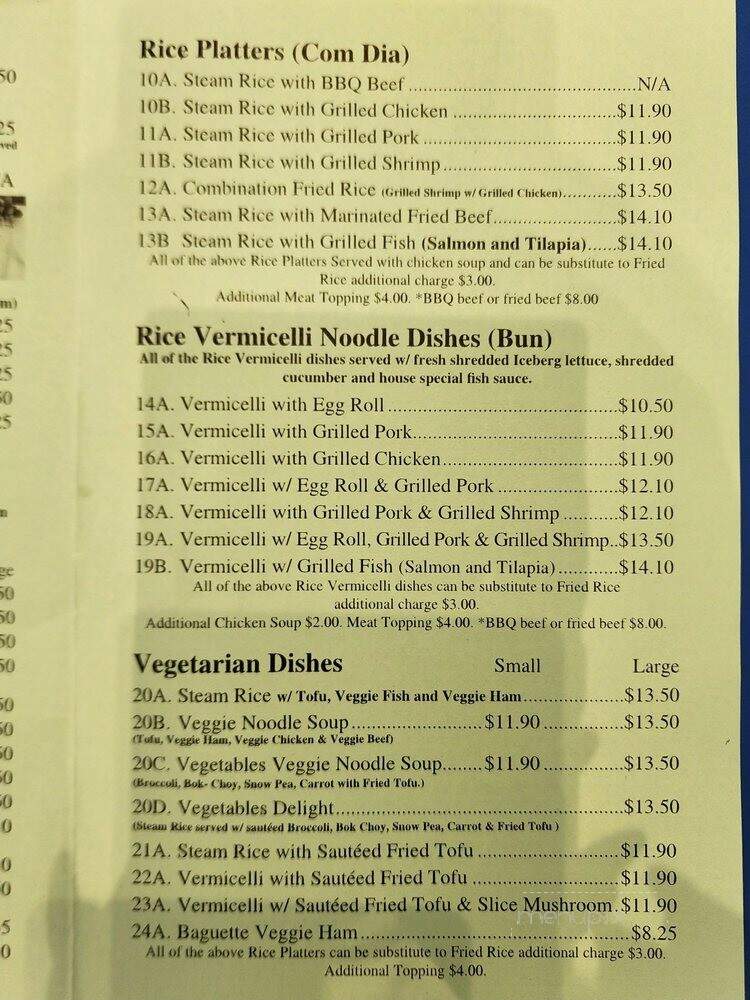 Rice Platters (Com Dia)
10A. Steam Rice with BBQ Beef ..........................................N/A
10B. Steam Rice with Grilled Chicken ..............................$11.90
11A. Steam Rice with Grilled Pork ...................................$11.90
11B. Steam Rice with Grilled Shrimp................................$11.90
12A. Combination Fried Rice (Grilled Shrimp w/ Grilled Chicken)...........$13.50
13A. Steam Rice with Marinated Fried Beef.......................$14.10
13B Steam Rice with Grilled Fish (Salmon and Tilapia)......$14.10
All of the above Rice Platters Served with chicken soup and can be substitute to Fried
Rice additional charge $3.00.
Additional Meat Topping $4.00. *BBQ beef or fried beef $8.00
Rice Vermicelli Noodle Dishes (Bun)
All of the Rice Vermicelli dishes served w/ fresh shredded Iceberg lettuce, shredded
cucumber and house special fish sauce.
14A. Vermicelli with Egg Roll ..........................................$10.50
15A. Vermicelli with Grilled Pork.....................................$11.90
16A. Vermicelli with Grilled Chicken................................$11.90
17A. Vermicelli w/ Egg Roll & Grilled Pork ......................$12.10
18A. Vermicelli with Grilled Pork & Grilled Shrimp ..........$12.10
19A. Vermicelli w/ Egg Roll, Grilled Pork & Grilled Shrimp..$13.50
19B. Vermicelli w/ Grilled Fish (Salmon and Tilapia)...........$14.10
All of the above Rice Vermicelli dishes can be substitute to Fried Rice
additional charge $3.00.
Additional Chicken Soup $2.00. Meat Topping $4.00. *BBQ beef or fried beef $8.00.
Vegetarian Dishes Small Large
20A. Steam Rice w/ Tofu, Veggie Fish and Veggie Ham..................$13.50
20B. Veggie Noodle Soup........................$11.90...............$13.50
(Tofu, Veggie Ham, Veggie Chicken & Veggie Beef)
20C. Vegetables Veggie Noodle Soup.......$11.90...............$13.50
(Broccoli, Bok- Choy, Snow Pea, Carrot with Fried Tofu.)
20D. Vegetables Delight....................................................$13.50
(Steam Rice served w/ sautéed Broccoli, Bok Choy, Snow Pea, Carrot & Fried Tofu )
21A. Steam Rice with Sautéed Fried Tofu .........................$11.90
22A. Vermicelli with Sautéed Fried Tofu ..........................$11.90
23A. Vermicelli w/ Sautéed Fried Tofu & Slice Mushroom.$11.90
24A. Baguette Veggie Ham................................................$8.25
All of the above Rice Platters can be substitute to Fried Rice additional charge $3.00.
Additional Topping $4.00.